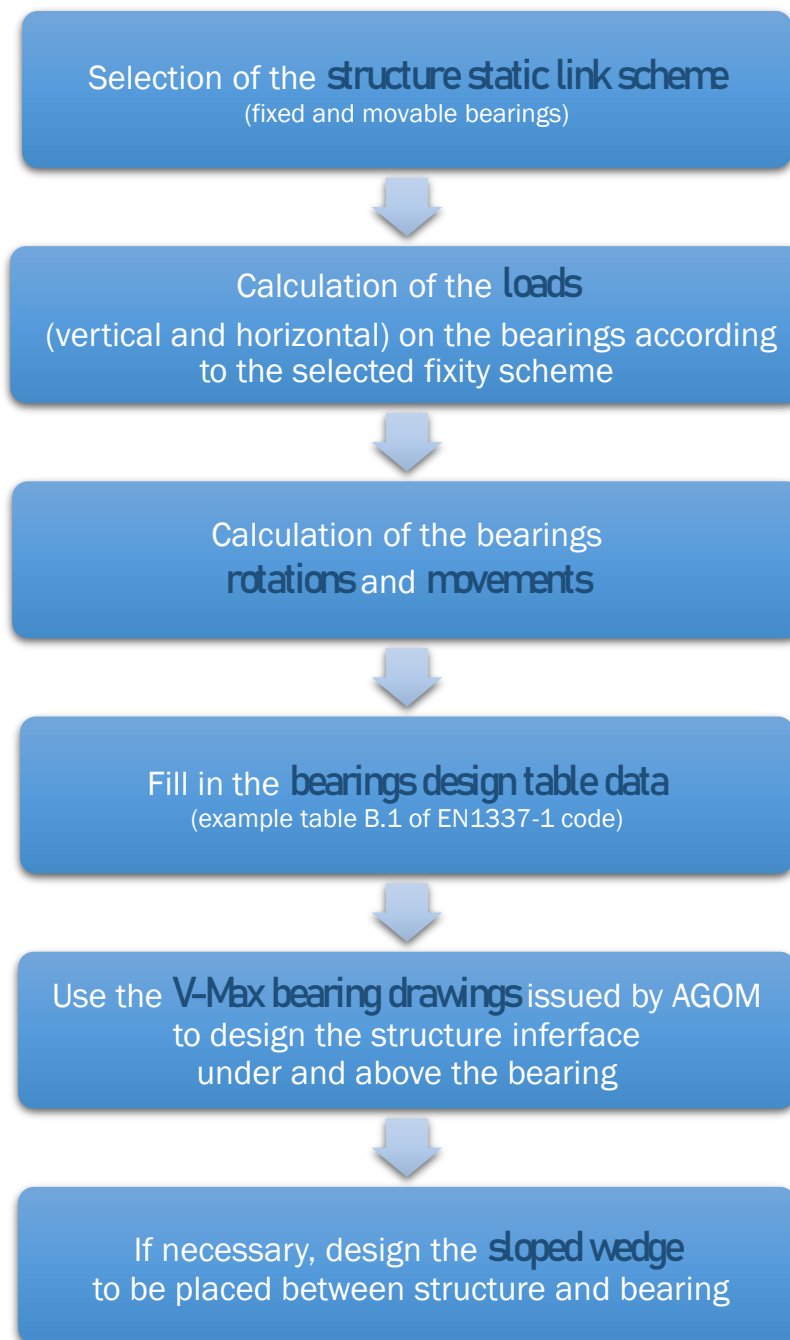 Selection of the structure static link scheme
(fixed and movable bearings)
Calculation of the loads
(vertical and horizontal) on the bearings according
to the selected fixity scheme
Calculation of the bearings
rotations and movements
Fill in the bearings design table data
(example table B.1 of EN1337-1 code)
Use the V-Max bearing drawings issued by AGOM
to design the structure inferface
under and above the bearing
If necessary, design the sloped wedge
to be placed between structure and bearing